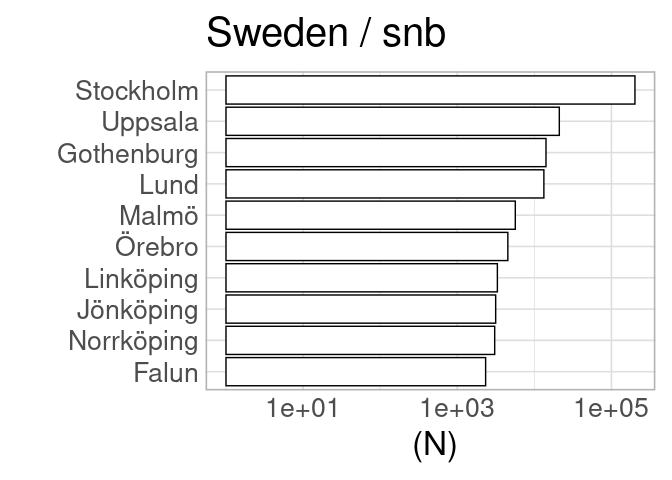 Sweden / snb
Stockholm
Uppsala
Gothenburg
Lund
Malmö
Örebro
Linköping
Jönköping
Norrköping
Falun
1e+01 1e+03 1e+05
(N)